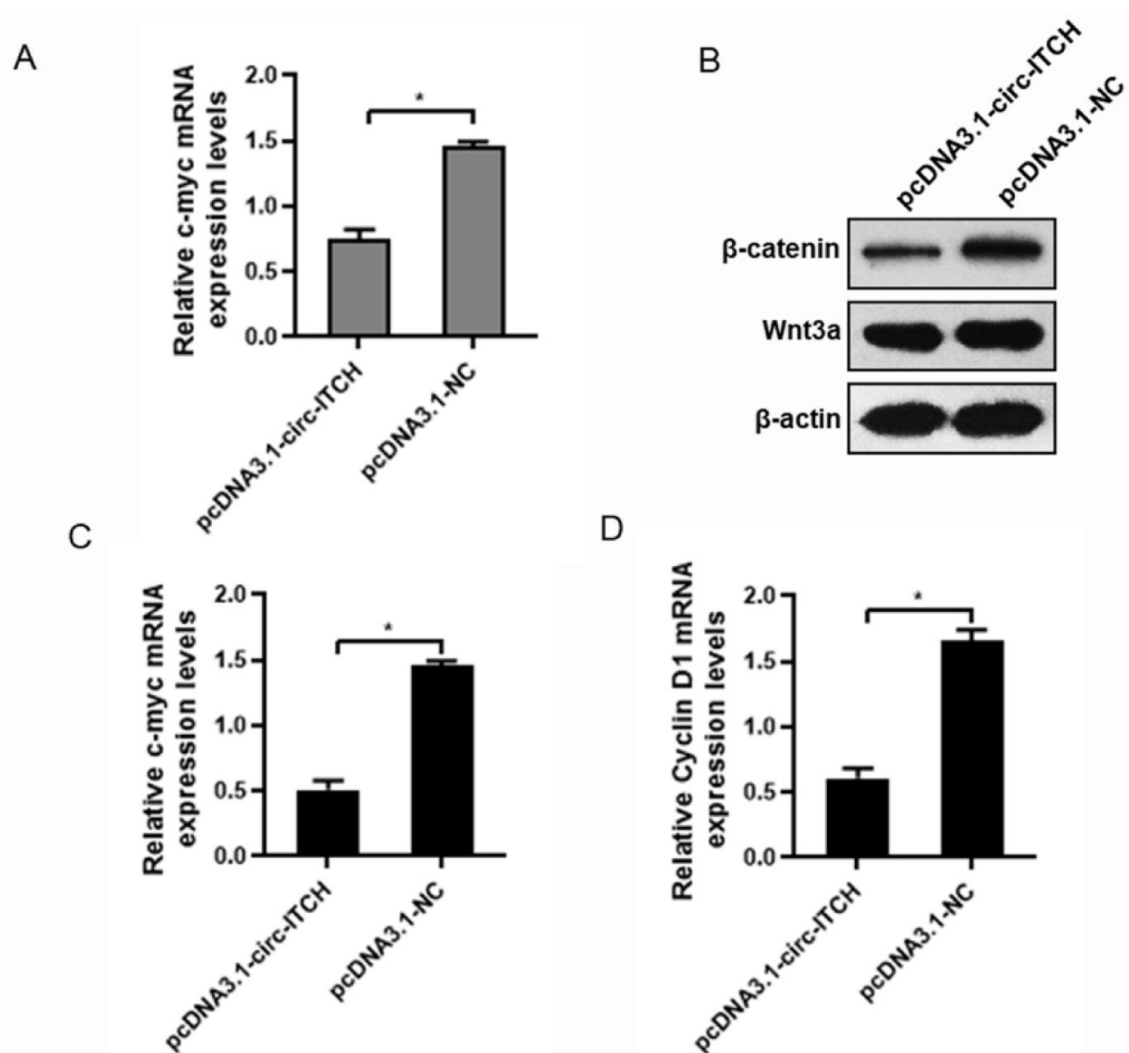 A
Relative c-myc mRNA
expression levels
2.0
1.5
1.0
0.5
0.0
*
pcDNA3.1-circ-ITCH
pcDNA3.1-NC
B
pcDNA3.1-circ-ITCH
pcDNA3.1-NC
β-catenin
Wnt3a
β-actin
C
Relative c-myc mRNA
expression levels
2.0
1.5
1.0
0.5
0.0
*
pcDNA3.1-circ-ITCH
pcDNA3.1-NC
D
Relative Cyclin D1 mRNA
expression levels
2.0
1.5
1.0
0.5
0.0
*
pcDNA3.1-circ-ITCH
pcDNA3.1-NC